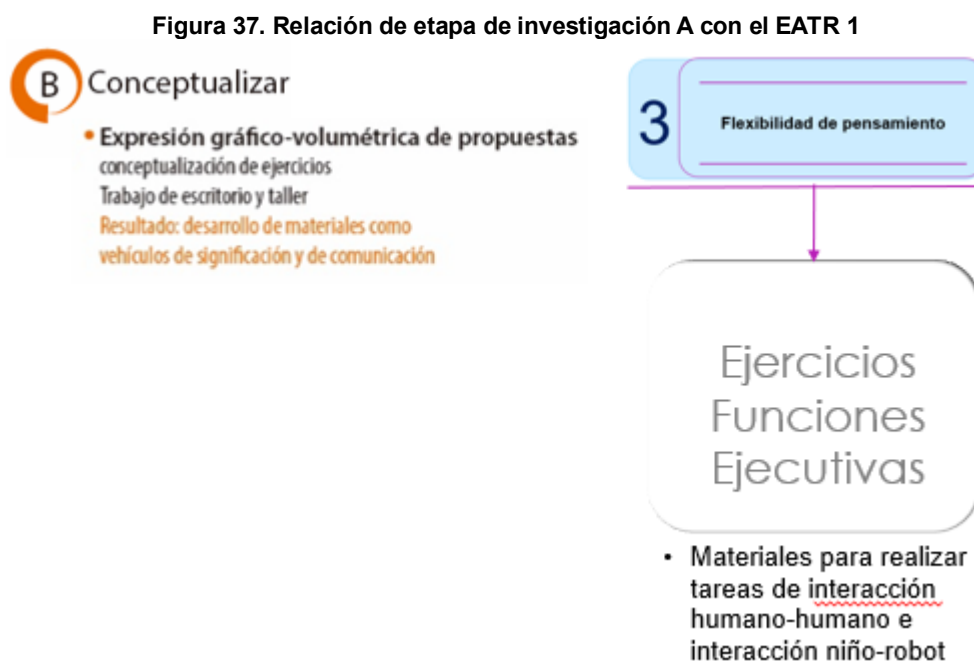 Figura 37. Relación de etapa de investigación A con el EATR 1
B Conceptualizar
• Expresión gráfico-volumétrica de propuestas
conceptualización de ejercicios
Trabajo de escritorio y taller
Resultado: desarrollo de materiales como
vehículos de significación y de comunicación
3 Flexibilidad de pensamiento
Ejercicios
Funciones
Ejecutivas
• Materiales para realizar
tareas de interacción
humano-humano e
interacción niño-robot